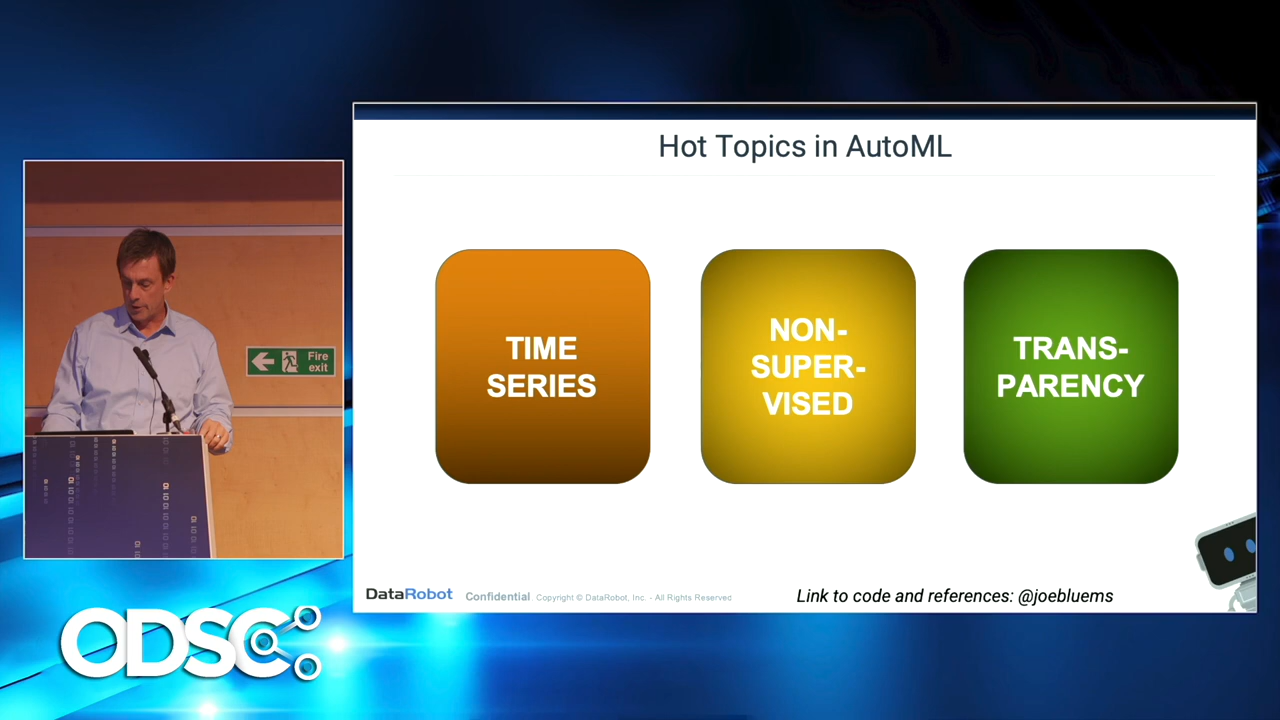 Hot Topics in AutoML
TIME
SERIES
NON-
SUPER-
VISED
TRANS-
PARENCY
Fire
exit
DataRobot Confidential Copyright © DataRobot, Inc. - All Rights Reserved
Link to code and references: @joebluems
ODSC